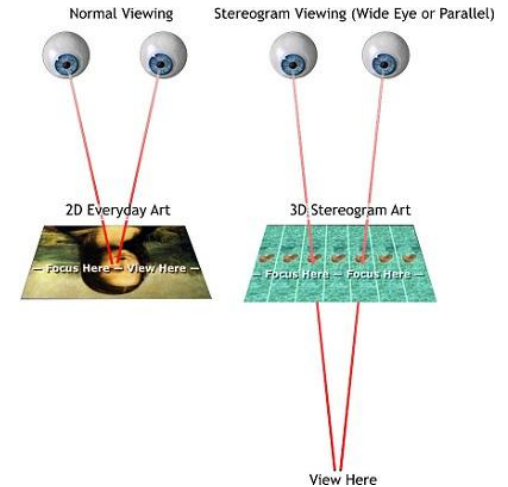 Normal Viewing
Stereogram Viewing (Wide Eye or Parallel)
2D Everyday Art
3D Stereogram Art
— Focus Here — View Here —
— Focus Here — Focus Here —
View Here